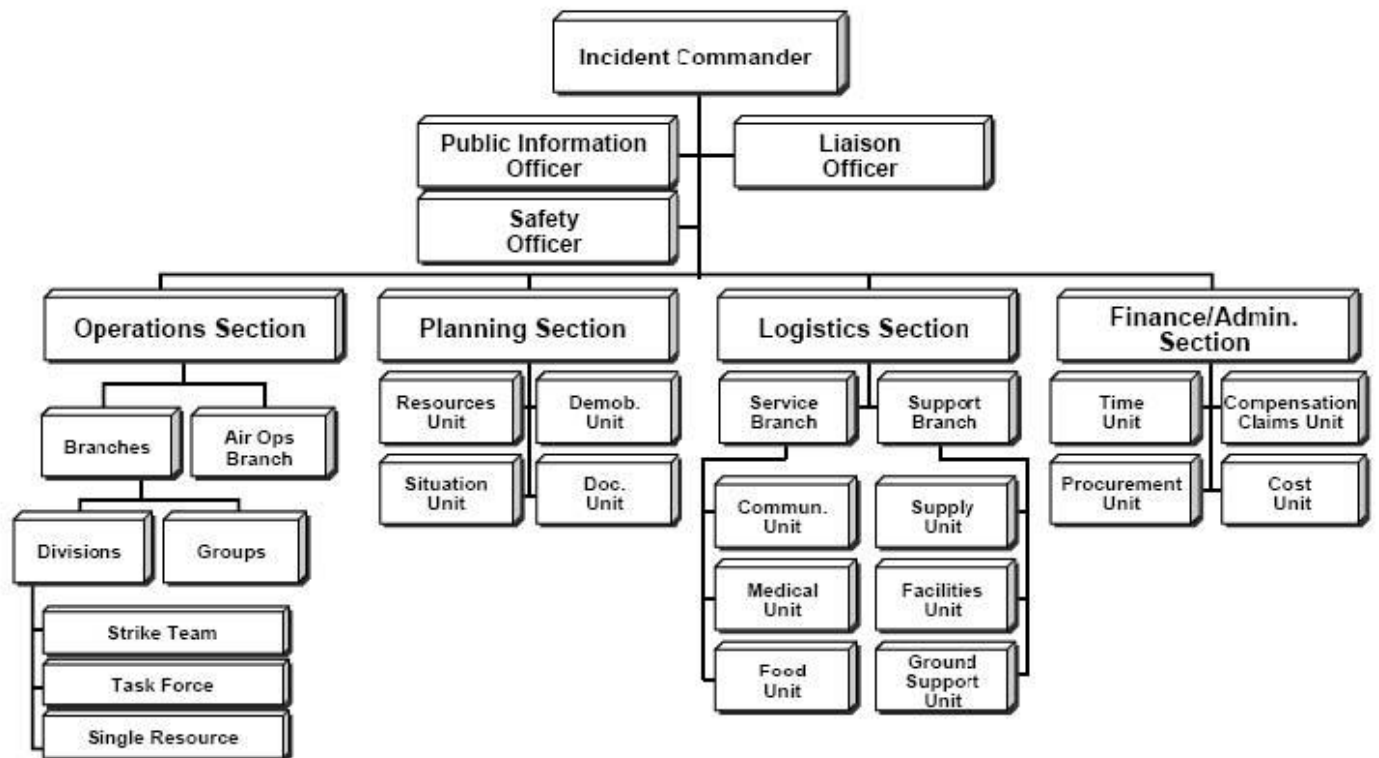 Incident Commander
Public Information
Officer
Liaison
Officer
Safety
Officer
Operations Section
Planning Section
Logistics Section
Finance/Admin.
Section
Branches
Air Ops
Branch
Divisions
Groups
Strike Team
Task Force
Single Resource
Resources
Unit
Demob.
Unit
Situation
Unit
Doc.
Unit
Service
Branch
Support
Branch
Commun.
Unit
Supply
Unit
Medical
Unit
Facilities
Unit
Food
Unit
Ground
Support
Unit
Time
Unit
Compensation
Claims Unit
Procurement
Unit
Cost
Unit